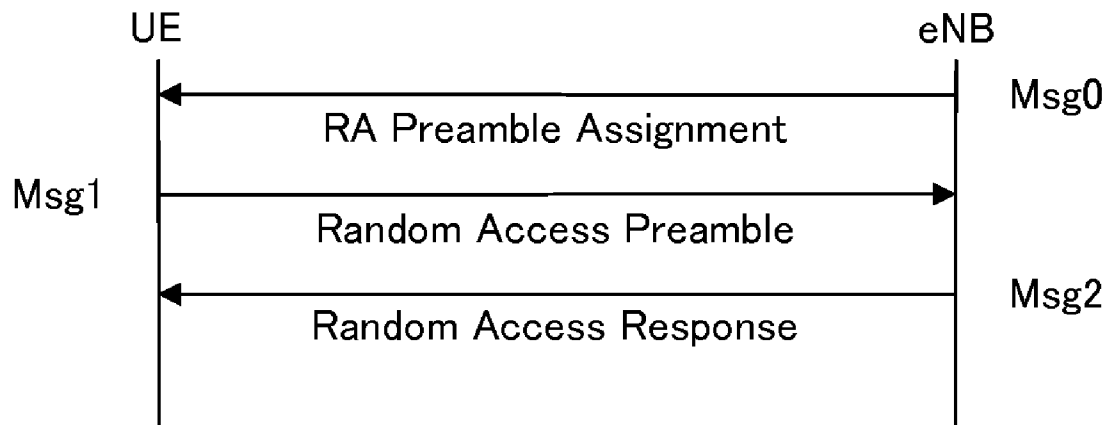 UE
eNB
Msg0
RA Preamble Assignment
Msg1
Random Access Preamble
Msg2
Random Access Response